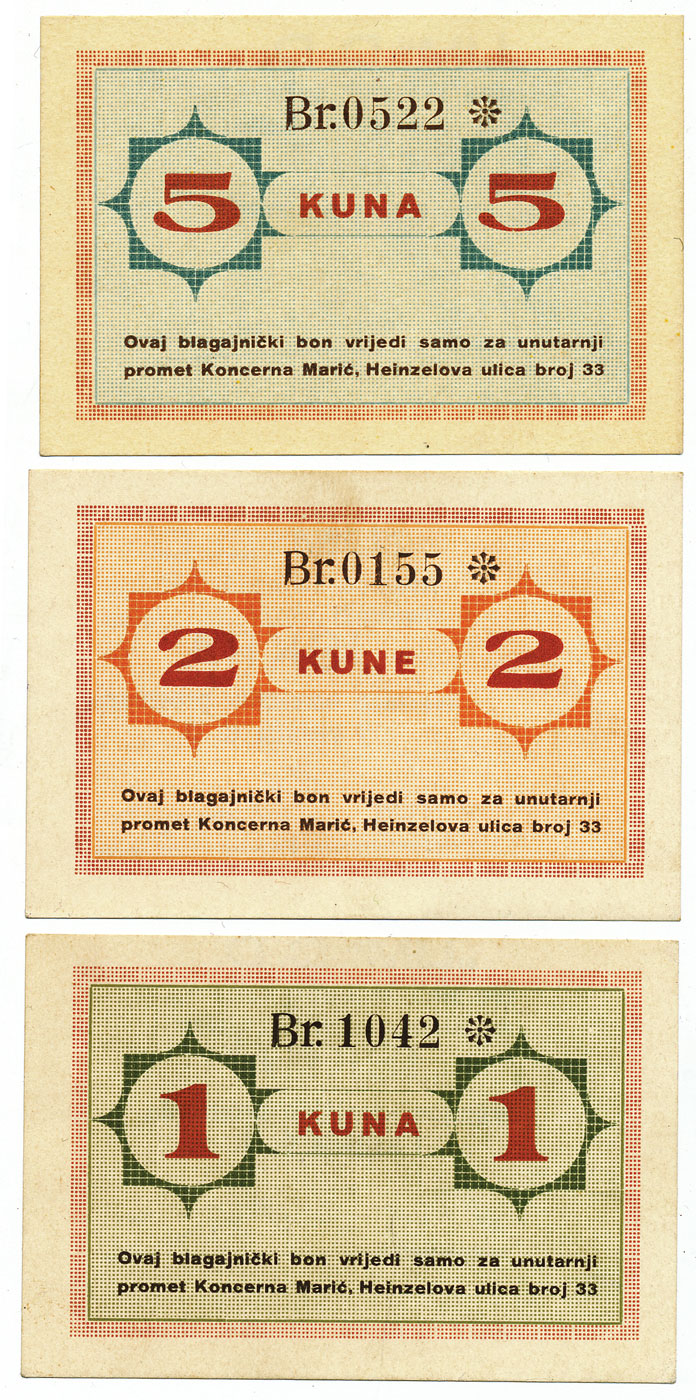 Br. 0522 *
5 KUNA 5
Ovaj blagajnički bon vrijedi samo za unutarnji
promet Koncerna Marić, Heinzelova ulica broj 33
Br. 0155 *
2 KUNE 2
Ovaj blagajnički bon vrijedi samo za unutarnji
promet Koncerna Marić, Heinzelova ulica broj 33
Br. 1042 *
1 KUNA 1
Ovaj blagajnički bon vrijedi samo za unutarnji
promet Koncerna Marić, Heinzelova ulica broj 33